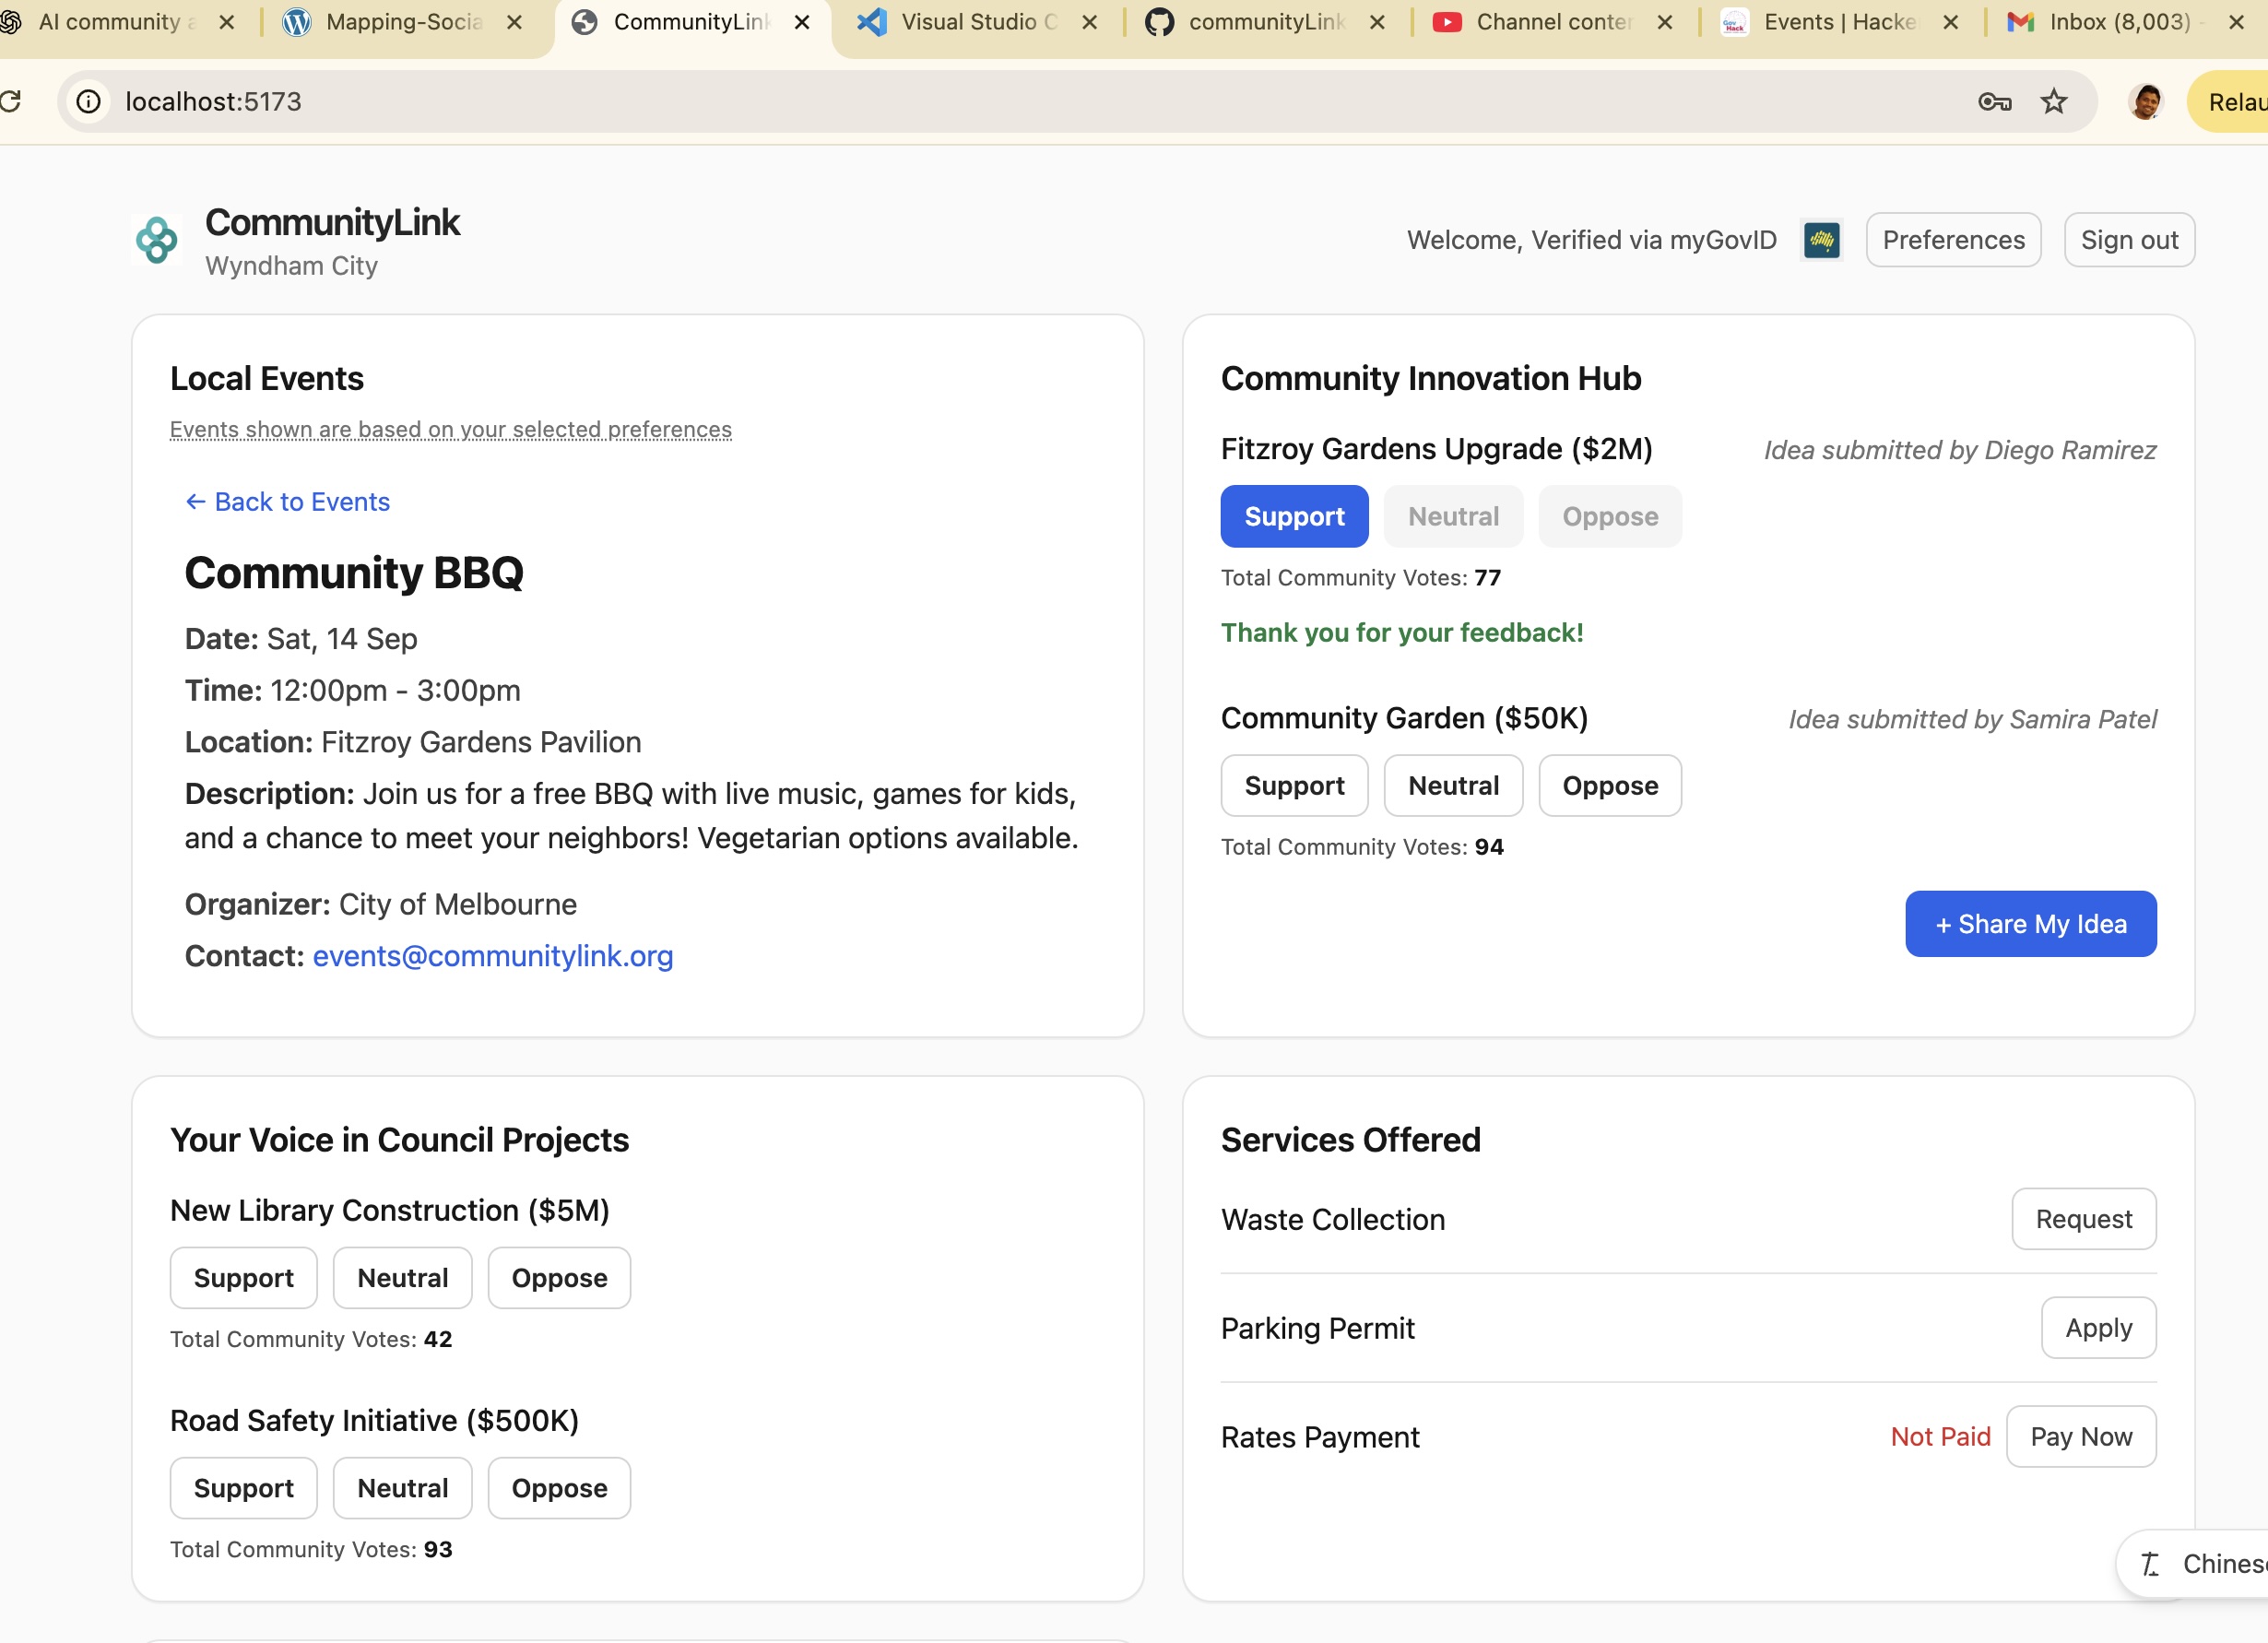 AI community a
Mapping-Socia
CommunityLink
Visual Studio C
communityLink
Channel conter
Events | Hacke
Inbox (8,003) -
localhost:5173
Relau
CommunityLink
Wyndham City
Welcome, Verified via myGovID
Preferences
Sign out
Local Events
Events shown are based on your selected preferences
← Back to Events
Community BBQ
Date: Sat, 14 Sep
Time: 12:00pm - 3:00pm
Location: Fitzroy Gardens Pavilion
Description: Join us for a free BBQ with live music, games for kids,
and a chance to meet your neighbors! Vegetarian options available.
Organizer: City of Melbourne
Contact: events@communitylink.org
Community Innovation Hub
Fitzroy Gardens Upgrade ($2M)
Idea submitted by Diego Ramirez
Support Neutral Oppose
Total Community Votes: 77
Thank you for your feedback!
Community Garden ($50K)
Idea submitted by Samira Patel
Support Neutral Oppose
Total Community Votes: 94
+ Share My Idea
Your Voice in Council Projects
New Library Construction ($5M)
Support Neutral Oppose
Total Community Votes: 42
Road Safety Initiative ($500K)
Support Neutral Oppose
Total Community Votes: 93
Services Offered
Waste Collection Request
Parking Permit Apply
Rates Payment Not Paid Pay Now
Chines